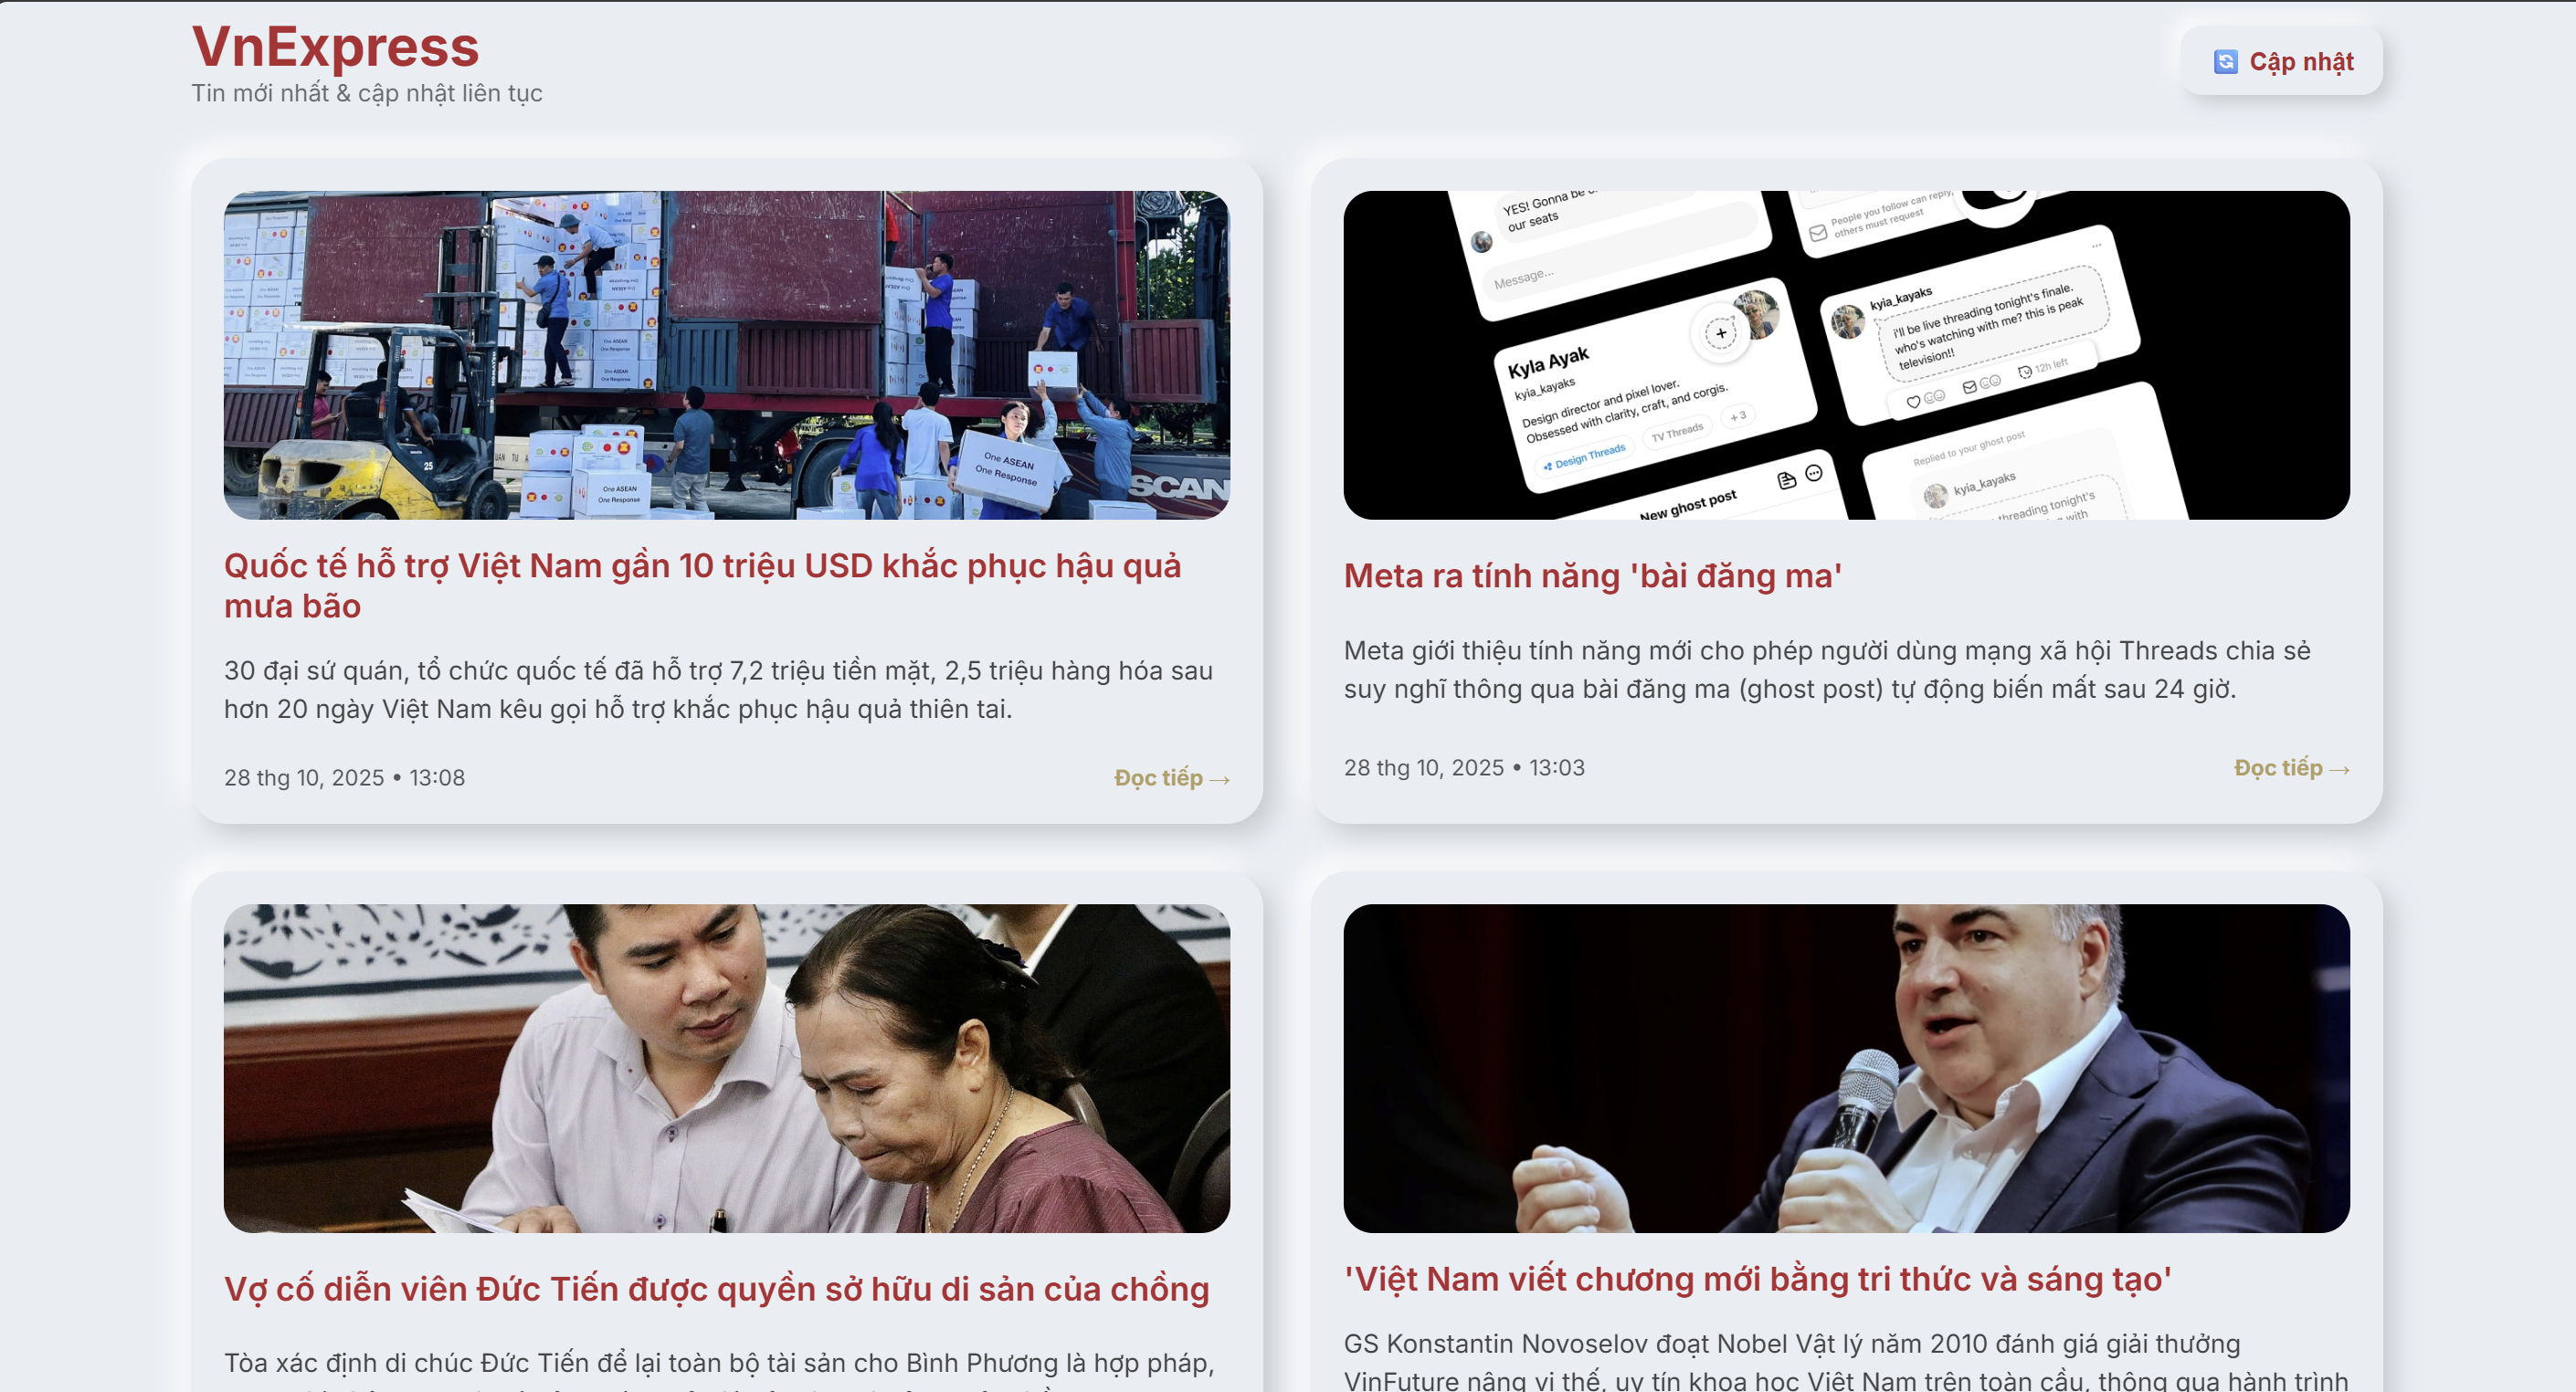 VnExpress
Tin mới nhất & cập nhật liên tục
Cập nhật
One ASEAN
One Response
One ASEAN
One Response
25
SCAN
Quốc tế hỗ trợ Việt Nam gần 10 triệu USD khắc phục hậu quả
mưa bão
30 đại sứ quán, tổ chức quốc tế đã hỗ trợ 7,2 triệu tiền mặt, 2,5 triệu hàng hóa sau
hơn 20 ngày Việt Nam kêu gọi hỗ trợ khắc phục hậu quả thiên tai.
28 thg 10, 2025 • 13:08
Đọc tiếp →
YES! Gonna be
our seats
Message...
People you follow can reply,
others must request
Kyla Ayak
kyia_kayaks
Design director and pixel lover.
Obsessed with clarity, craft, and corgis.
Design Threads
TV Threads
+ 3
kyia_kayaks
i'll be live threading tonight's finale.
who's watching with me? this is peak
television!!
12h left
New ghost post
Replied to your ghost post
kyia_kayaks
threading tonight's
with
Meta ra tính năng 'bài đăng ma'
Meta giới thiệu tính năng mới cho phép người dùng mạng xã hội Threads chia sẻ
suy nghĩ thông qua bài đăng ma (ghost post) tự động biến mất sau 24 giờ.
28 thg 10, 2025 • 13:03
Đọc tiếp →
Vợ cố diễn viên Đức Tiến được quyền sở hữu di sản của chồng
Tòa xác định di chúc Đức Tiến để lại toàn bộ tài sản cho Bình Phương là hợp pháp,
'Việt Nam viết chương mới bằng tri thức và sáng tạo'
GS Konstantin Novoselov đoạt Nobel Vật lý năm 2010 đánh giá giải thưởng
VinFuture nâng vị thế, uy tín khoa học Việt Nam trên toàn cầu, thông qua hành trình